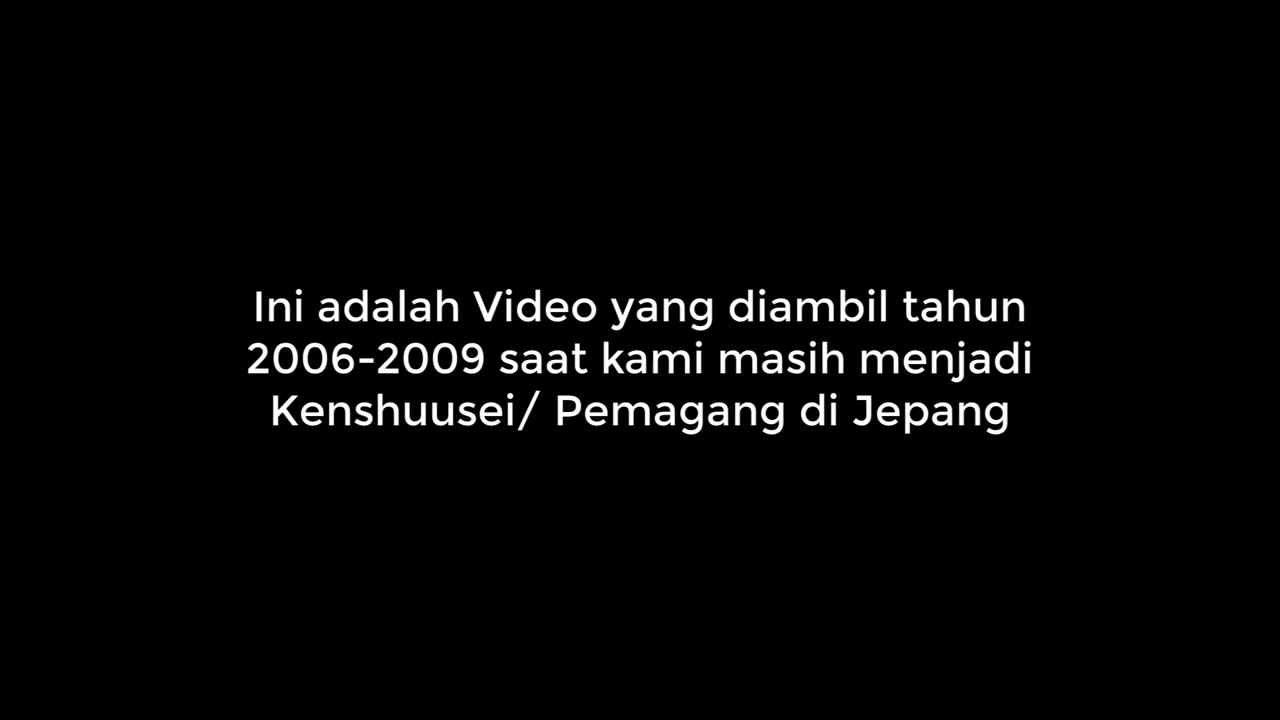 Ini adalah Video yang diambil tahun
2006-2009 saat kami masih menjadi
Kenshuusei/ Pemagang di Jepang